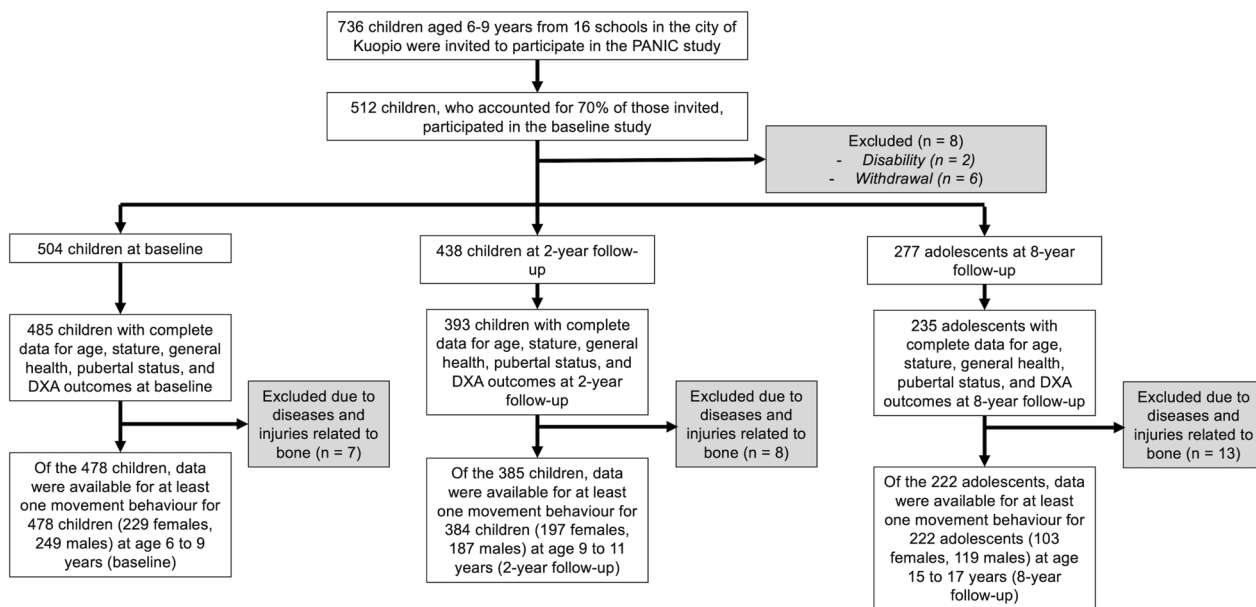 736 children aged 6-9 years from 16 schools in the city of
Kuopio were invited to participate in the PANIC study
512 children, who accounted for 70% of those invited,
participated in the baseline study
Excluded (n = 8)
- Disability (n = 2)
- Withdrawal (n = 6)
504 children at baseline
438 children at 2-year follow-
up
277 adolescents at 8-year
follow-up
485 children with complete
data for age, stature, general
health, pubertal status, and
DXA outcomes at baseline
393 children with complete
data for age, stature, general
health, pubertal status, and
DXA outcomes at 2-year
follow-up
235 adolescents with
complete data for age,
stature, general health,
pubertal status, and DXA
outcomes at 8-year follow-up
Excluded due to
diseases and
injuries related to
bone (n = 7)
Excluded due to
diseases and
injuries related to
bone (n = 8)
Excluded due to
diseases and
injuries related to
bone (n = 13)
Of the 478 children, data
were available for at least
one movement behaviour for
478 children (229 females,
249 males) at age 6 to 9
years (baseline)
Of the 385 children, data
were available for at least
one movement behaviour for
384 children (197 females,
187 males) at age 9 to 11
years (2-year follow-up)
Of the 222 adolescents, data
were available for at least
one movement behaviour for
222 adolescents (103
females, 119 males) at age
15 to 17 years (8-year
follow-up)